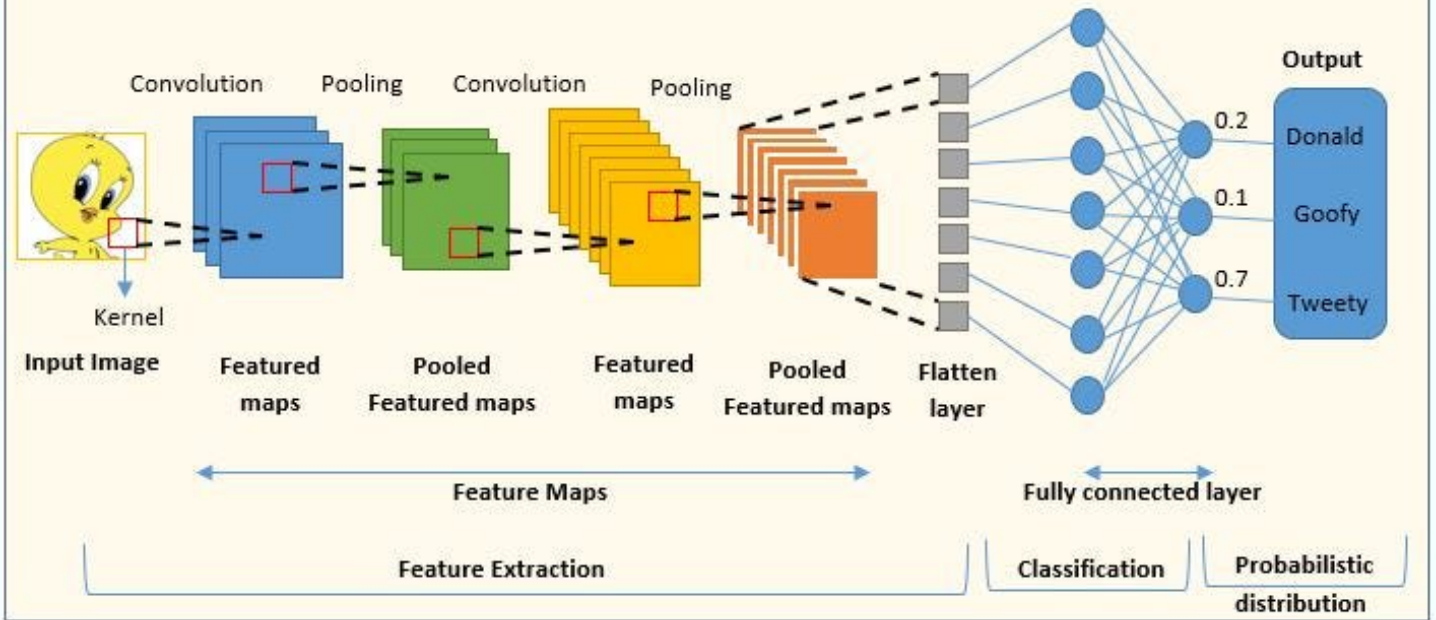 Convolution
Pooling
Convolution
Pooling
Output
0.2
Donald
0.1
Goofy
0.7
Tweety
Kernel
Input Image
Featured
maps
Pooled
Featured maps
Featured
maps
Pooled
Featured maps
Flatten
layer
Feature Maps
Fully connected layer
Feature Extraction
Classification
Probabilistic
distribution